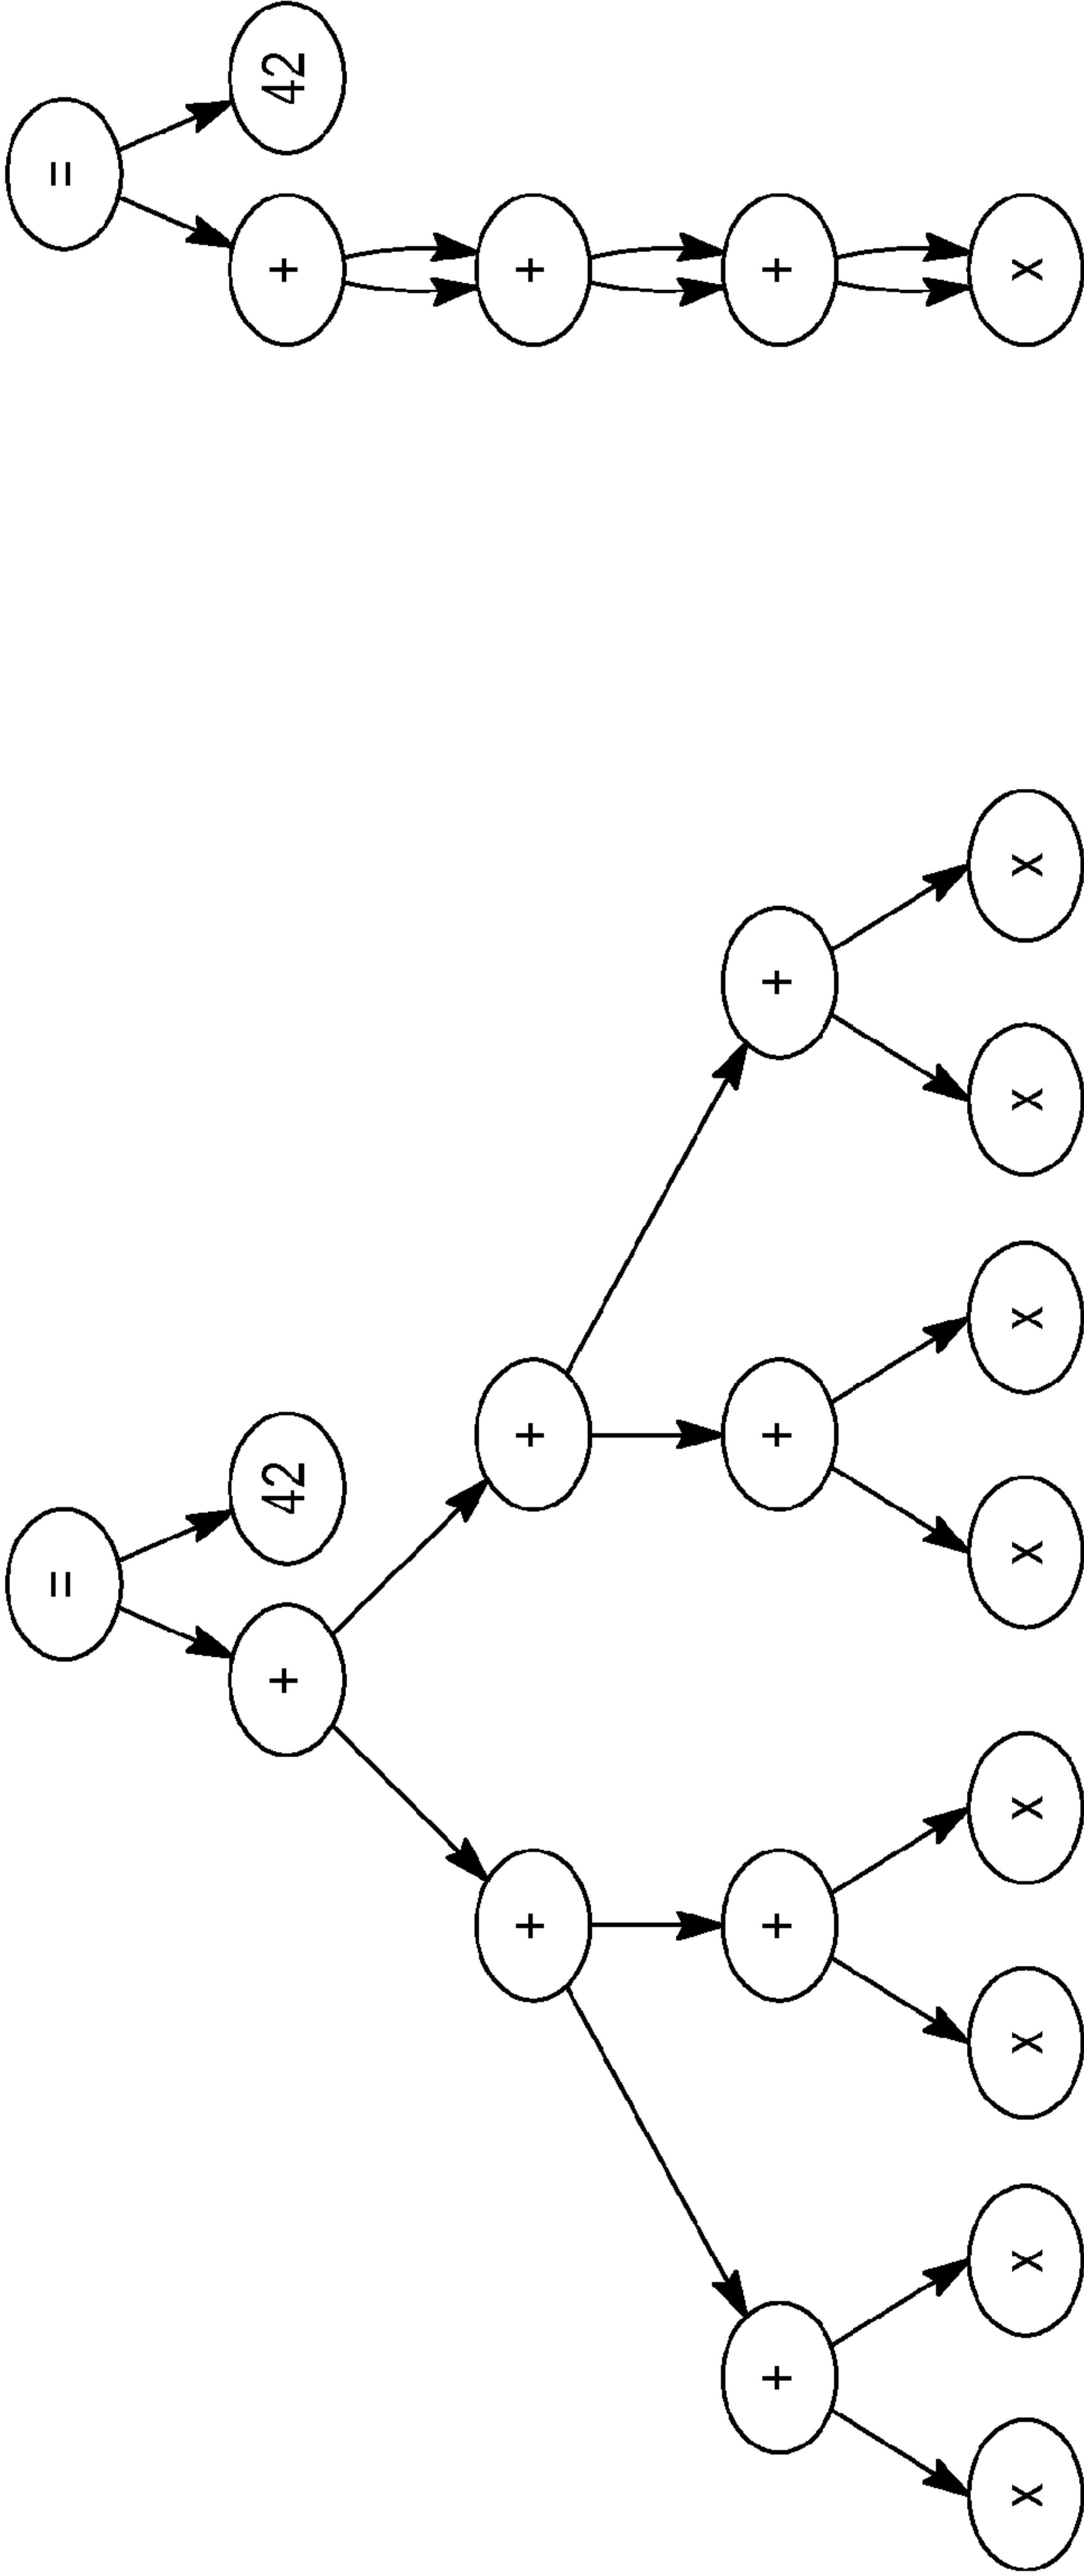 = =
+ 42 + 42
+ + +
+ + + + +
x x x x x x x x x